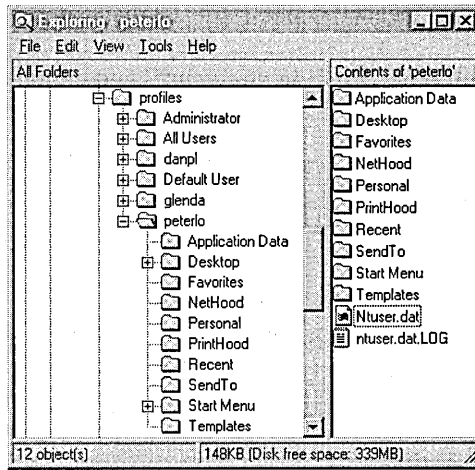 Exploring - peterlo
File Edit View Tools Help
All Folders
profiles
Administrator
All Users
danpl
Default User
glenda
peterlo
Application Data
Desktop
Favorites
NetHood
Personal
PrintHood
Recent
SendTo
Start Menu
Templates
Contents of 'peterlo'
Application Data
Desktop
Favorites
NetHood
Personal
PrintHood
Recent
SendTo
Start Menu
Templates
Ntuser.dat
ntuser.dat.LOG
12 object(s)
148KB (Disk free space: 339MB)